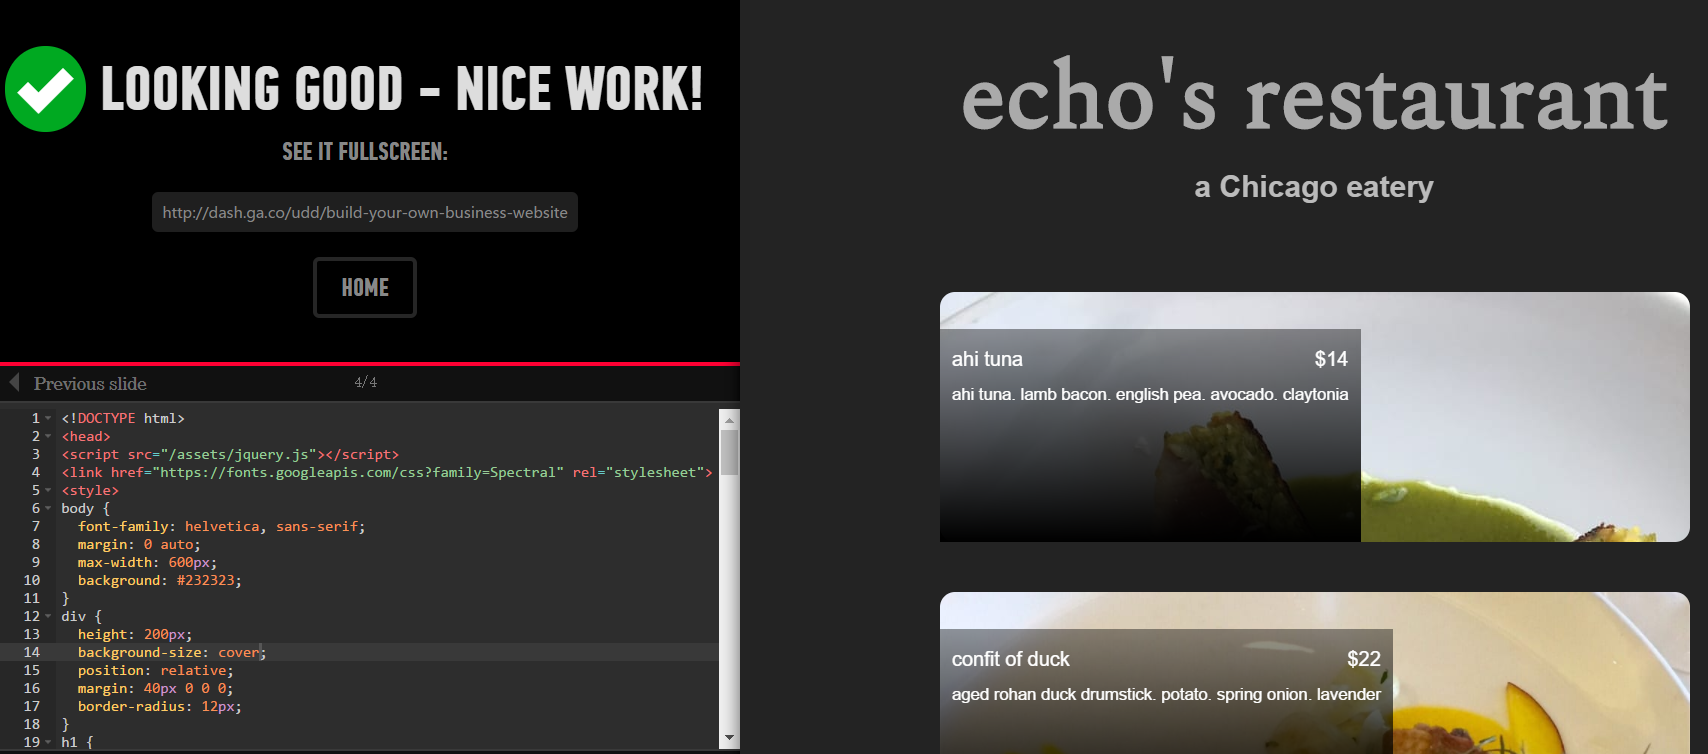 LOOKING GOOD - NICE WORK!
SEE IT FULLSCREEN:
http://dash.ga.co/udd/build-your-own-business-website
HOME
Previous slide
4/4
1 <!DOCTYPE html>
2 <head>
3 <script src="/assets/jquery.js"></script>
4 <link href="https://fonts.googleapis.com/css?family=Spectral" rel="stylesheet">
5 <style>
6 body {
7 font-family: helvetica, sans-serif;
8 margin: 0 auto;
9 max-width: 600px;
10 background: #232323;
11 }
12 div {
13 height: 200px;
14 background-size: cover;
15 position: relative;
16 margin: 40px 0 0 0;
17 border-radius: 12px;
18 }
19 h1 {
echo's restaurant
a Chicago eatery
ahi tuna $14
ahi tuna. lamb bacon. english pea. avocado. claytonia
confit of duck $22
aged rohan duck drumstick. potato. spring onion. lavender